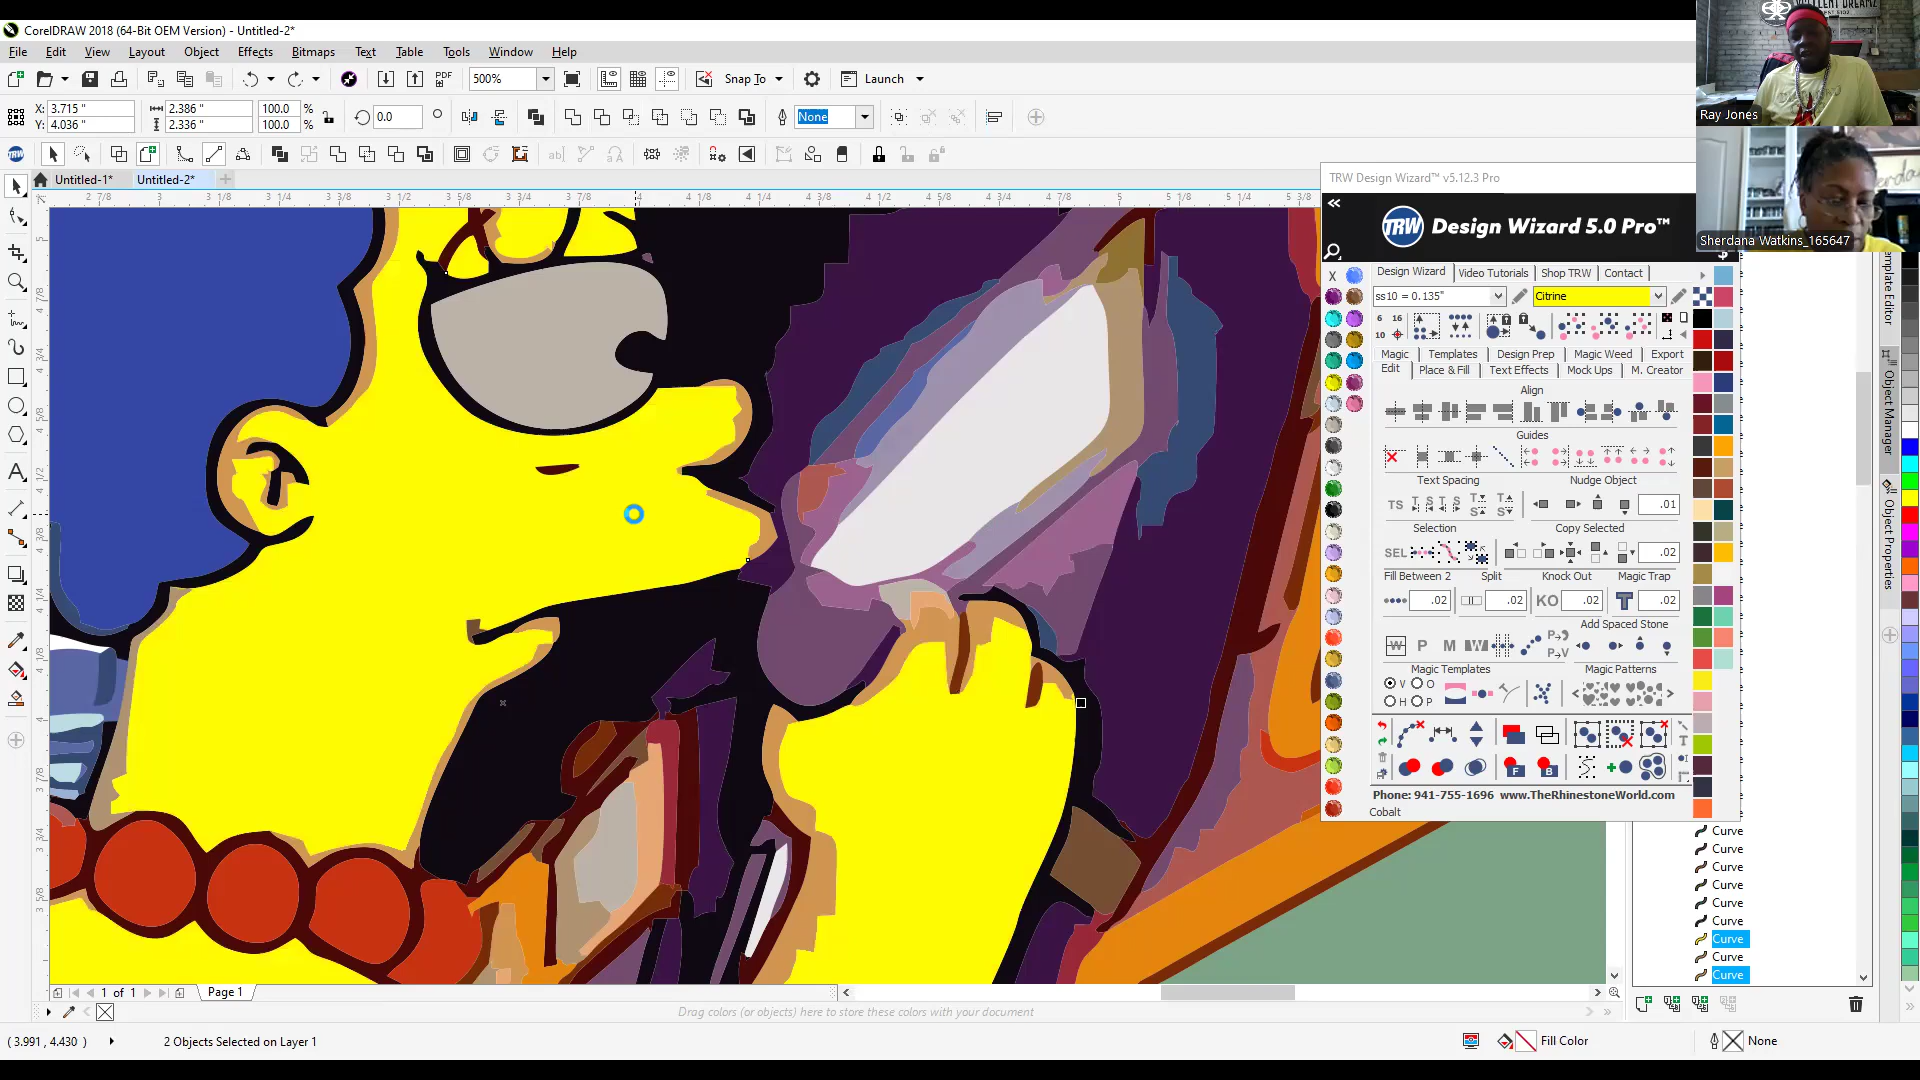 CorelDRAW 2018 (64-Bit OEM Version) - Untitled-2*
File Edit View Layout Object Effects Bitmaps Text Table Tools Window Help
PDF 500% Snap To Launch
X: 3.715 " 2.386 " 100.0 % 0.0 None
Y: 4.036 " 2.336 " 100.0 %
Ray Jones
Sherdana Watkins_165647
Untitled-1* Untitled-2*
TRW Design Wizard™ v5.12.3 Pro
TRW Design Wizard 5.0 Pro™
Design Wizard Video Tutorials Shop TRW Contact
ss10 = 0.135" Citrine
6 16
10
Magic Templates Design Prep Magic Weed Export
Edit Place & Fill Text Effects Mock Ups M. Creator
Align
Guides
Text Spacing Nudge Object
TS .01
Selection Copy Selected
SEL .02
Fill Between 2 Split Knock Out Magic Trap
.02 .02 KO .02 T .02
Add Spaced Stone
W P M W P P V
Magic Templates Magic Patterns
V O
H P
F B
Phone: 941-755-1696 www.TheRhinestoneWorld.com
Cobalt
Template Editor
Object Manager
Object Properties
Curve
Curve
Curve
Curve
Curve
Curve
Curve
Curve
Curve
1 of 1 Page 1
Drag colors (or objects) here to store these colors with your document
( 3.991 , 4.430 ) 2 Objects Selected on Layer 1 Fill Color None